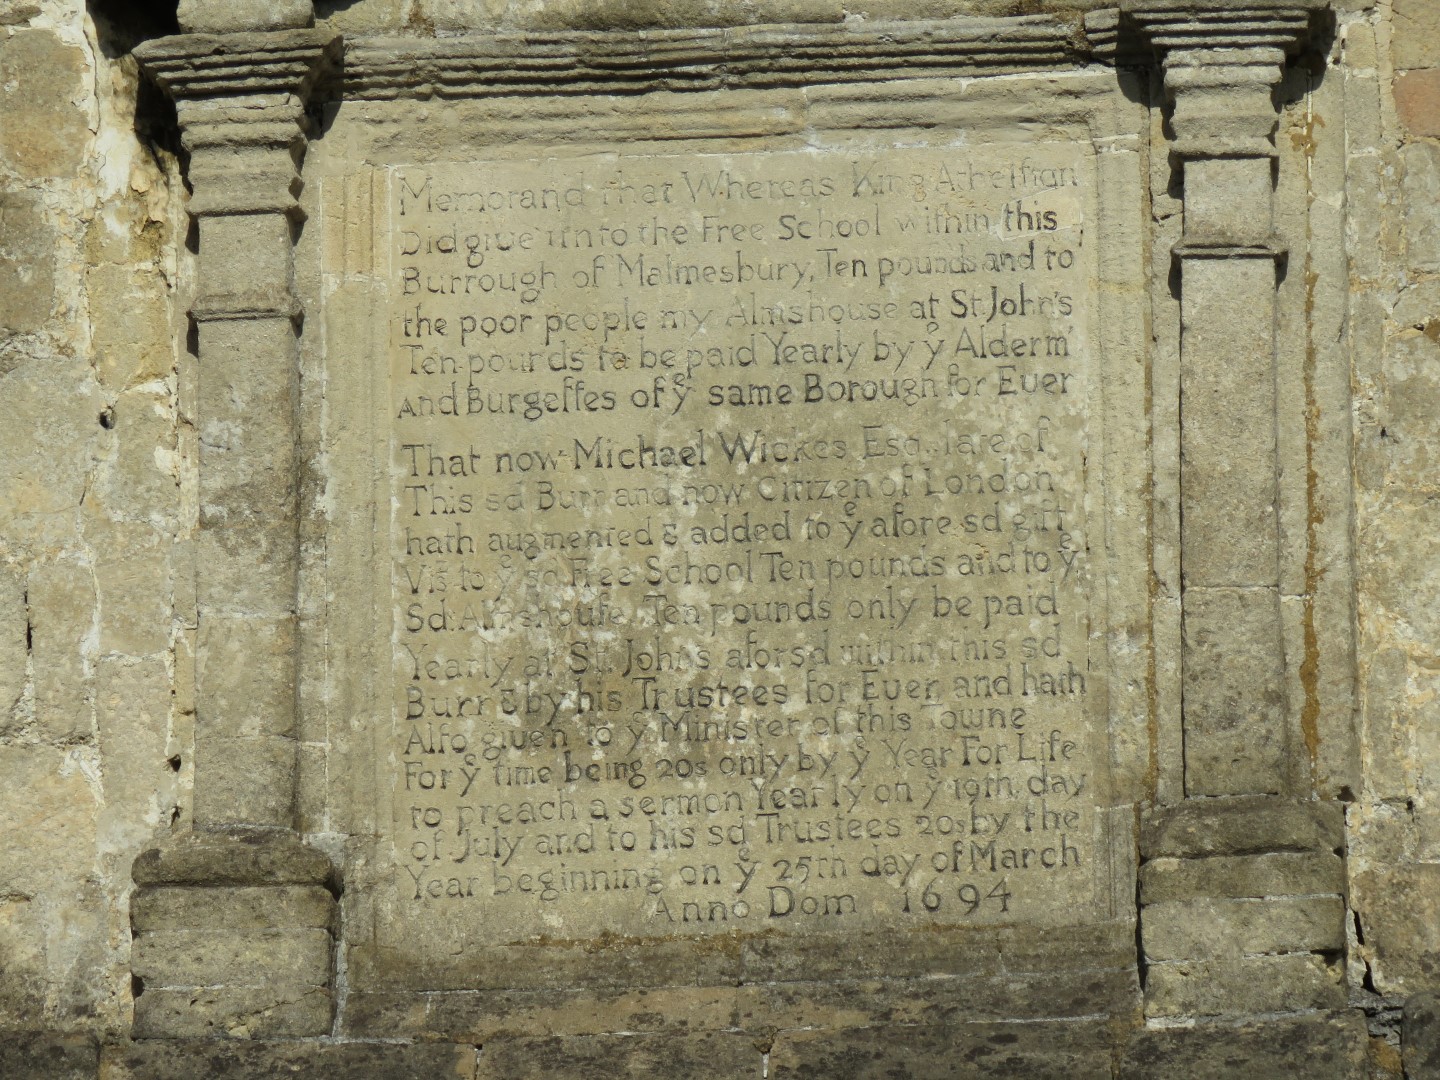 Memorand that Whereas King Athelſtan
Did giue unto the Free School within this
Burrough of Malmesbury, Ten pounds and to
the poor people my Almshouse at St. John's
Ten pounds to be paid Yearly by yᵉ Alderm'
And Burgeſſes of yᵉ same Borough for Euer
That now Michael Wickes Esq. late of
This sd Burr and now Citizen of London
hath augmented & added to yᵉ afore sd gift
Vis to yᵉ sd Free School Ten pounds and to yᵉ
Sd: Almshouſe Ten pounds only be paid
Yearly at St. John's afor sd within this sd
Burr & by his Trustees for Euer and hath
Alſo giuen to yᵉ Minister of this Towne
For yᵉ time being 20s only by yᵉ Year For Life
to preach a sermon Yearly on yᵉ 19th day
of July and to his sd Trustees 20s by the
Year beginning on yᵉ 25th day of March
Anno Dom 1694